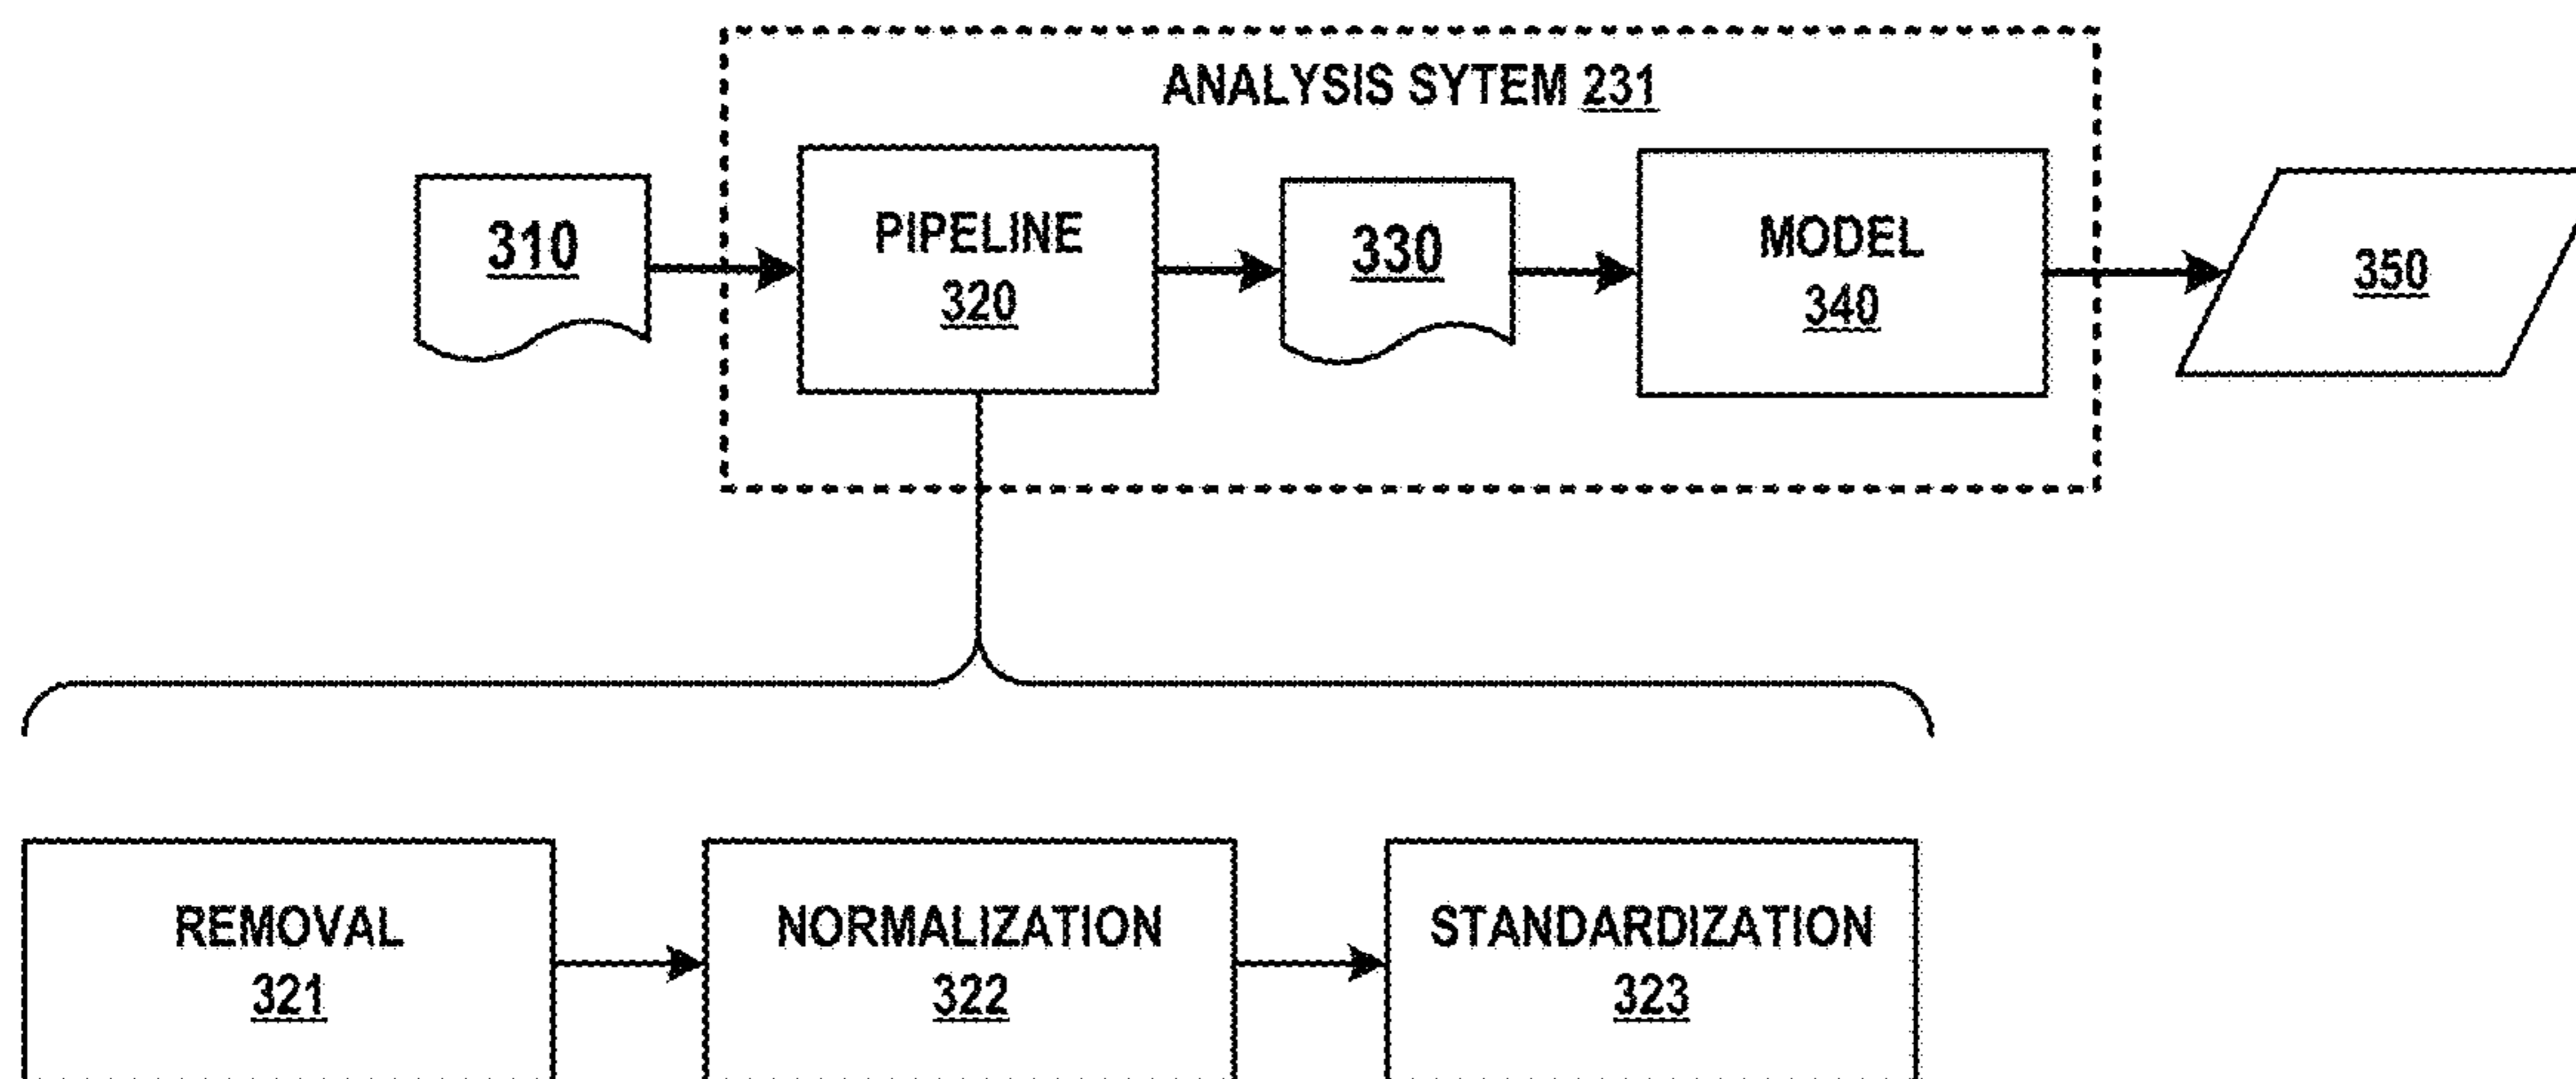 ANALYSIS SYTEM 231
310
PIPELINE
320
330
MODEL
340
350
REMOVAL
321
NORMALIZATION
322
STANDARDIZATION
323